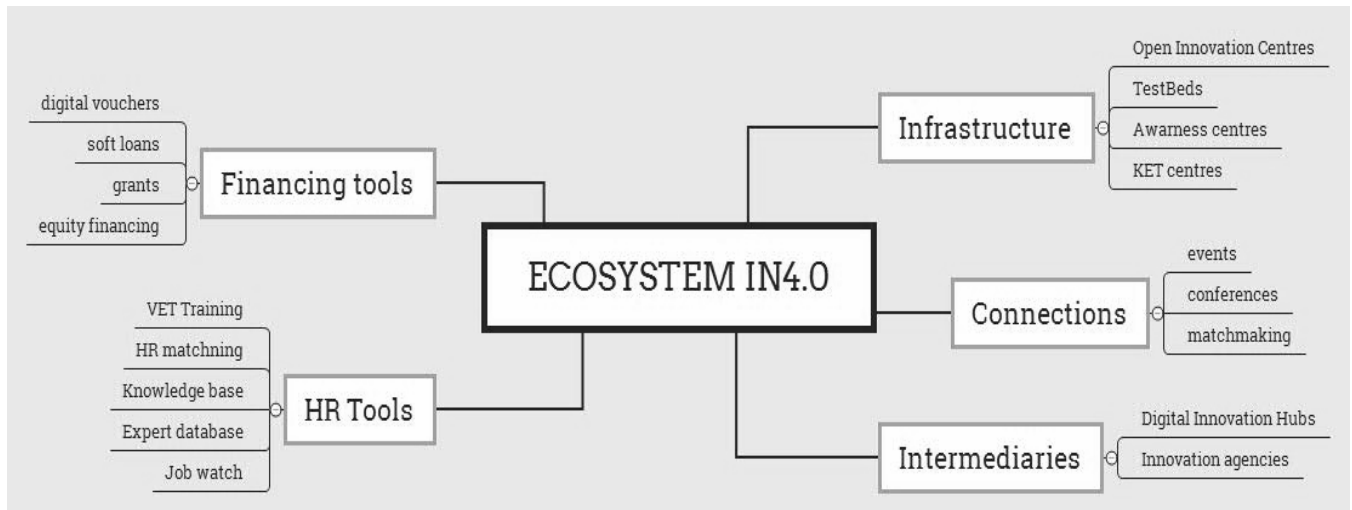 ECOSYSTEM IN4.0
Financing tools
digital vouchers
soft loans
grants
equity financing
HR Tools
VET Training
HR matchning
Knowledge base
Expert database
Job watch
Infrastructure
Open Innovation Centres
TestBeds
Awarness centres
KET centres
Connections
events
conferences
matchmaking
Intermediaries
Digital Innovation Hubs
Innovation agencies